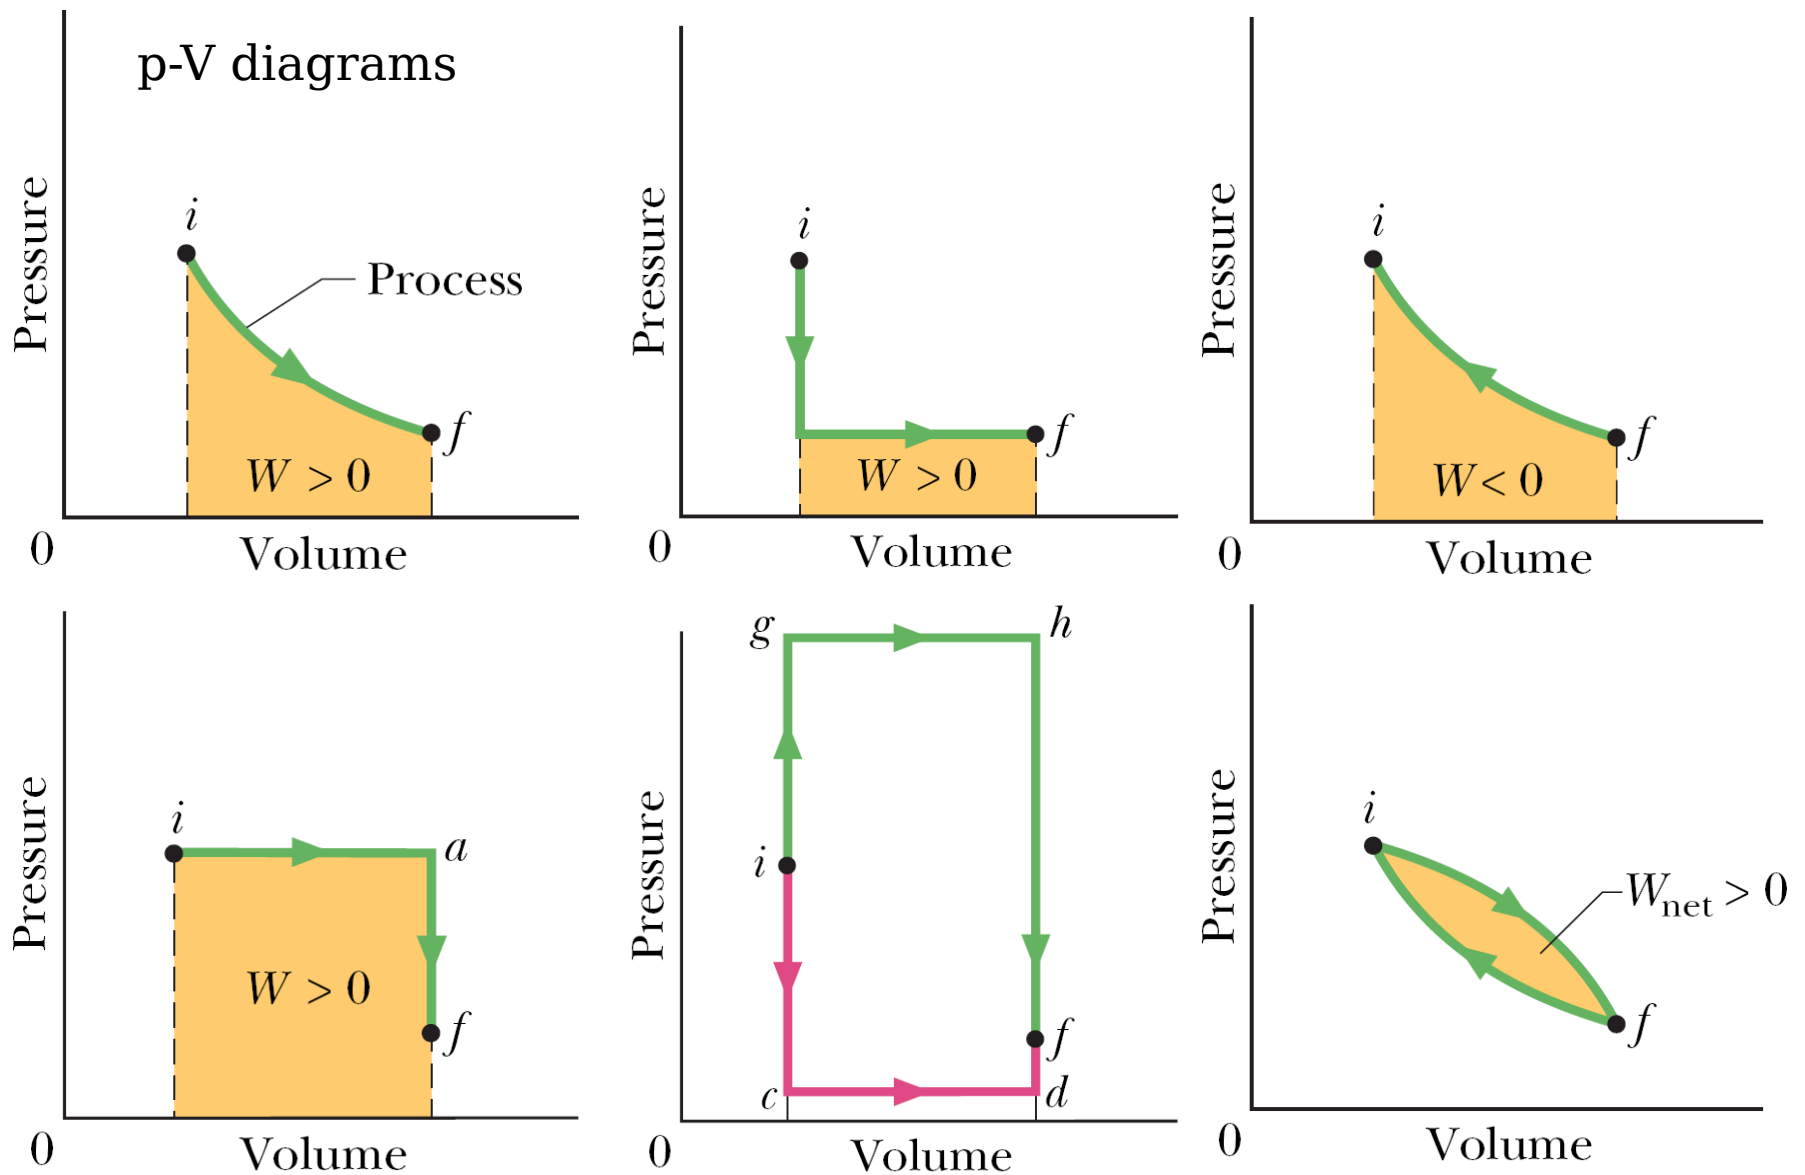 p-V diagrams
Pressure
i
Process
f
W > 0
0
Volume
Pressure
i
f
W > 0
0
Volume
Pressure
i
f
W < 0
0
Volume
Pressure
i
a
W > 0
f
0
Volume
Pressure
g
h
i
f
c
d
0
Volume
Pressure
i
Wnet > 0
f
0
Volume